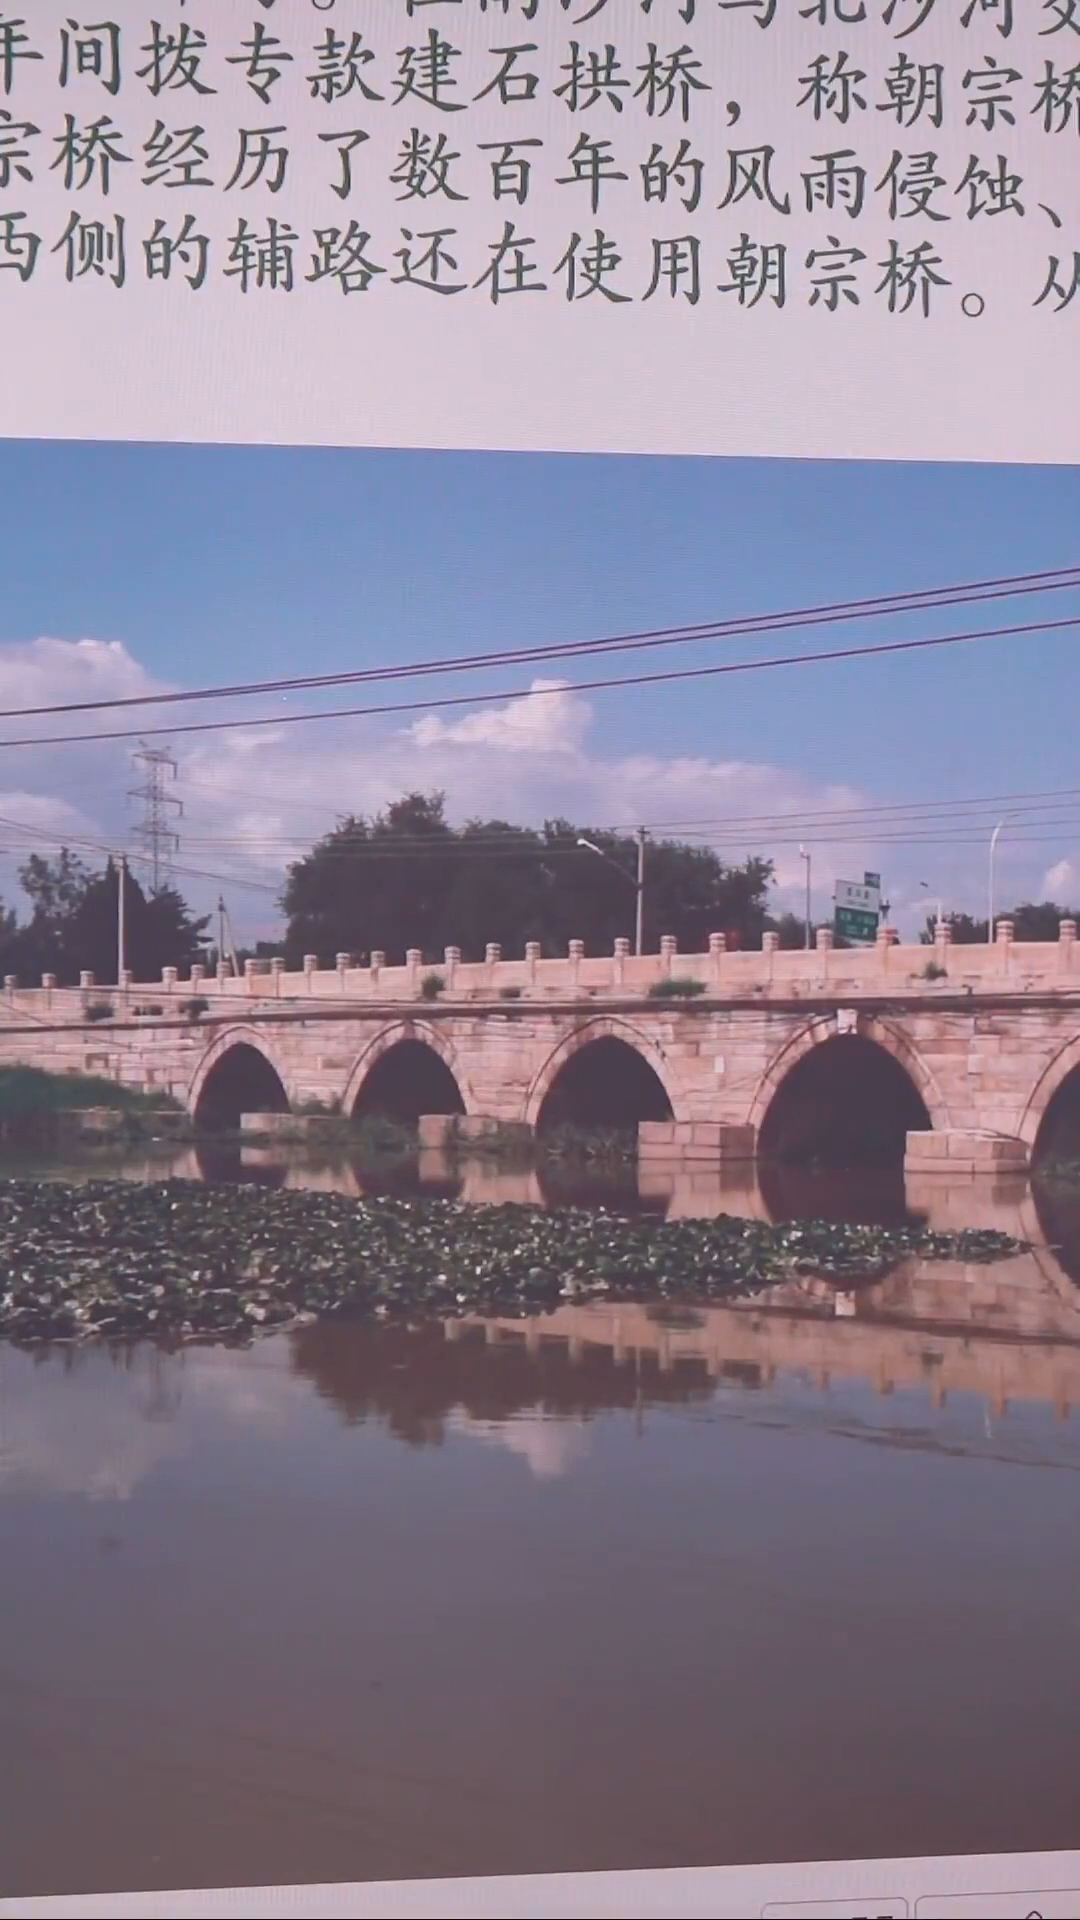 年间拨专款建石拱桥，称朝宗桥
宗桥经历了数百年的风雨侵蚀、
西侧的辅路还在使用朝宗桥。从